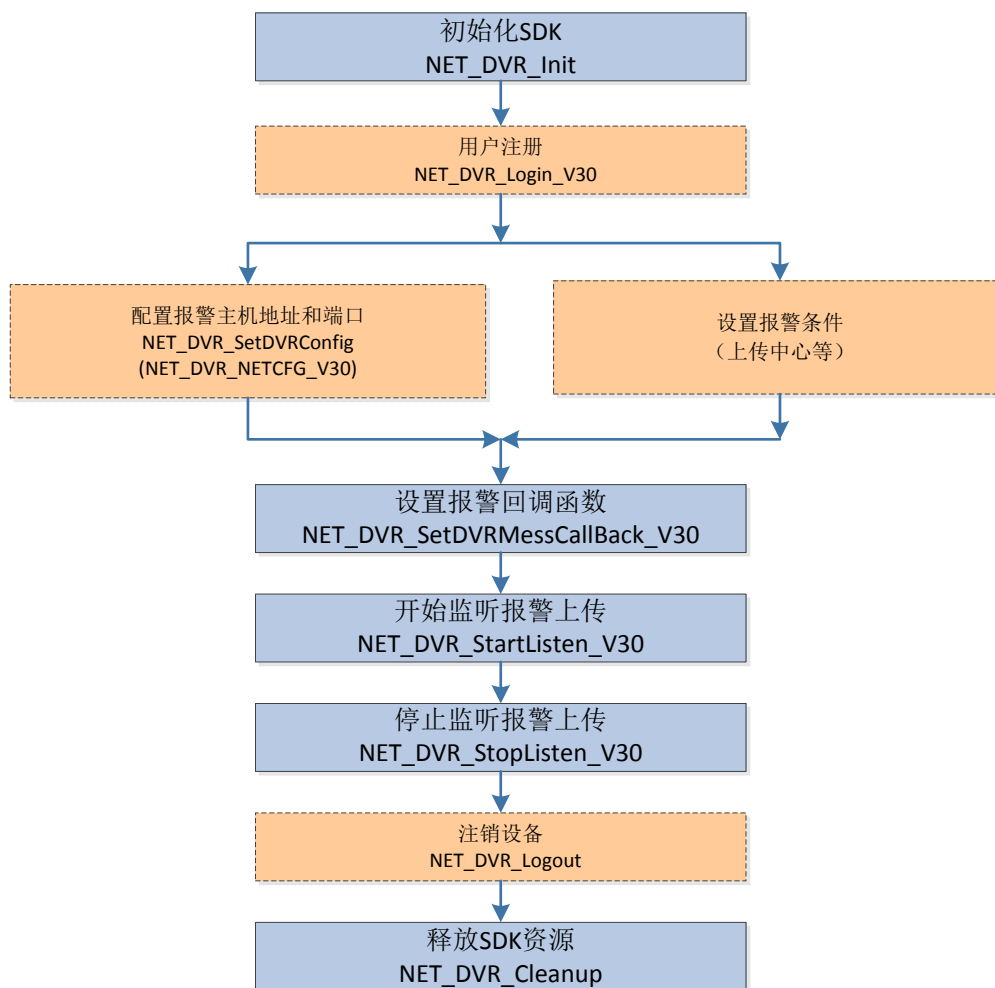 初始化SDK
NET_DVR_Init
用户注册
NET_DVR_Login_V30
配置报警主机地址和端口
NET_DVR_SetDVRConfig
(NET_DVR_NETCFG_V30)
设置报警条件
（上传中心等）
设置报警回调函数
NET_DVR_SetDVRMessCallBack_V30
开始监听报警上传
NET_DVR_StartListen_V30
停止监听报警上传
NET_DVR_StopListen_V30
注销设备
NET_DVR_Logout
释放SDK资源
NET_DVR_Cleanup